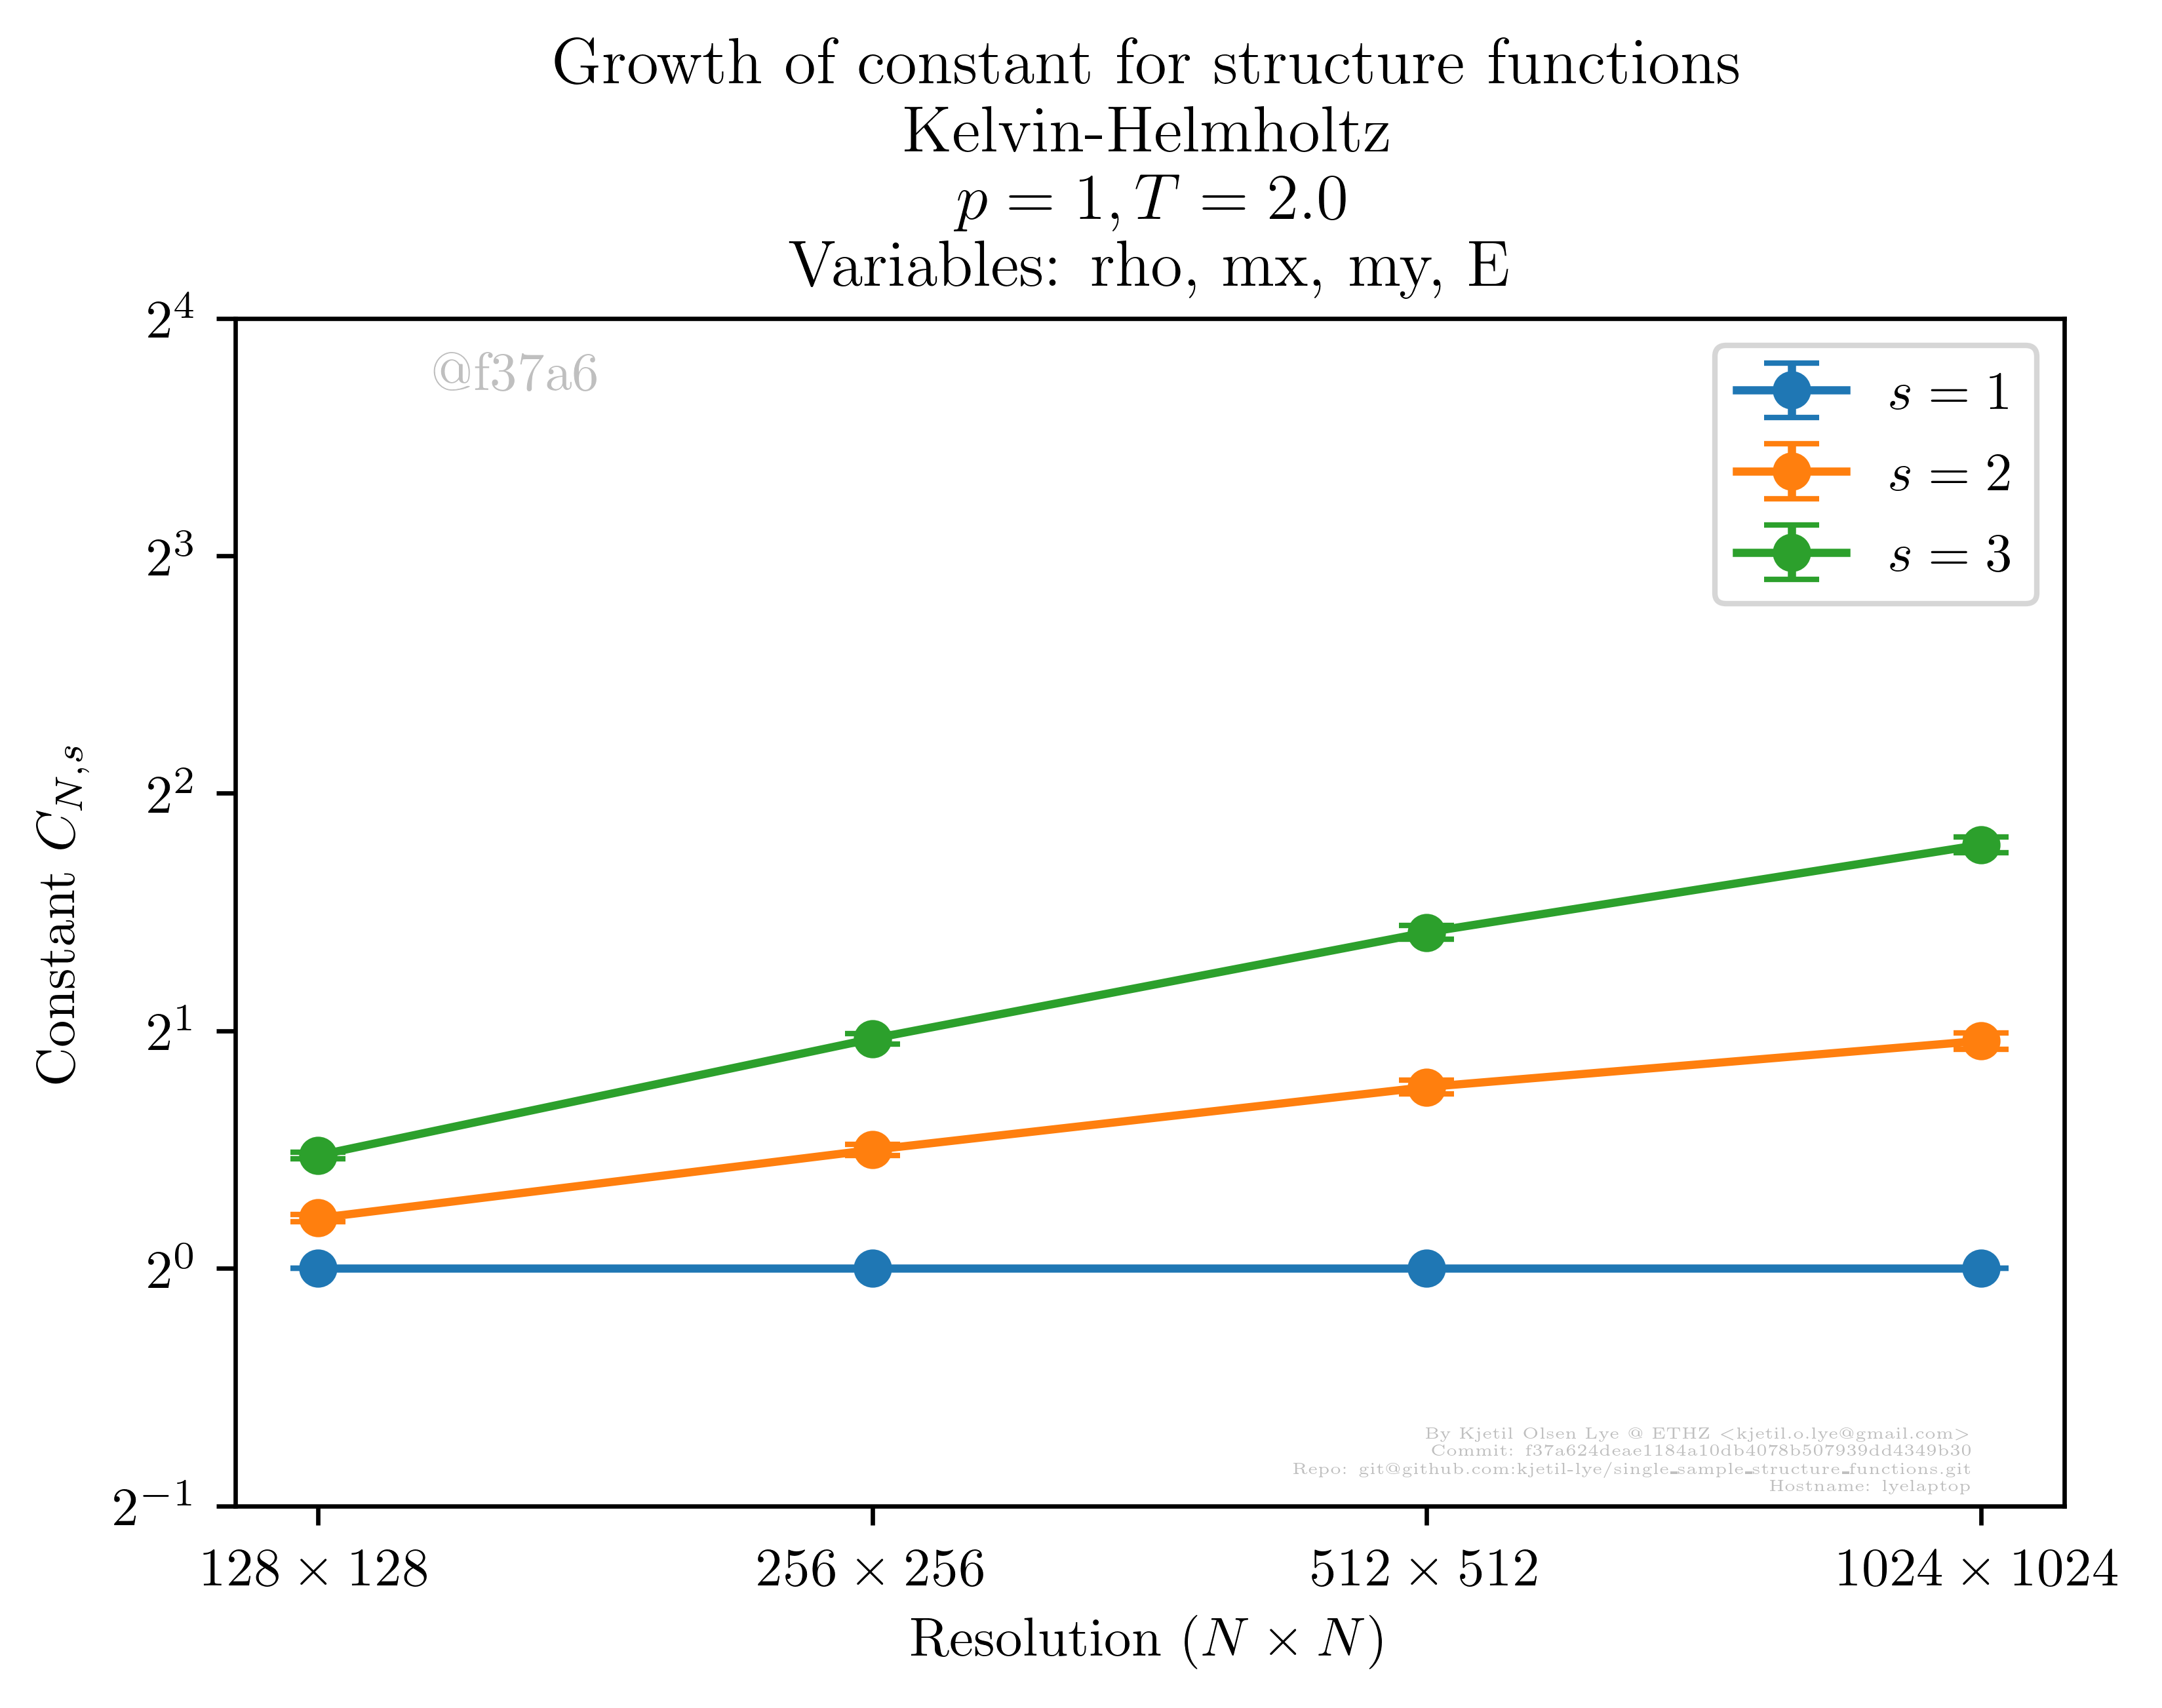 Growth of constant for structure functions
Kelvin-Helmholtz
p = 1, T = 2.0
Variables: rho, mx, my, E
@f37a6
s = 1
s = 2
s = 3
2^4
2^3
2^2
2^1
2^0
2^{-1}
Constant C_{N,s}
By Kjetil Olsen Lye @ ETHZ <kjetil.o.lye@gmail.com>
Commit: f37a624deae1184a10db4078b507939dd4349b30
Repo: git@github.com:kjetil-lye/single_sample_structure_functions.git
Hostname: lyelaptop
128 × 128 256 × 256 512 × 512 1024 × 1024
Resolution (N × N)